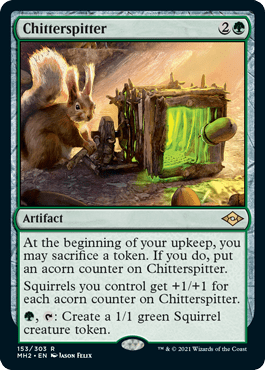 Chitterspitter 2
Artifact
At the beginning of your upkeep, you
may sacrifice a token. If you do, put
an acorn counter on Chitterspitter.
Squirrels you control get +1/+1 for
each acorn counter on Chitterspitter.
, : Create a 1/1 green Squirrel
creature token.
153/303 R
MH2 • EN JASON FELIX
™ & © 2021 Wizards of the Coast